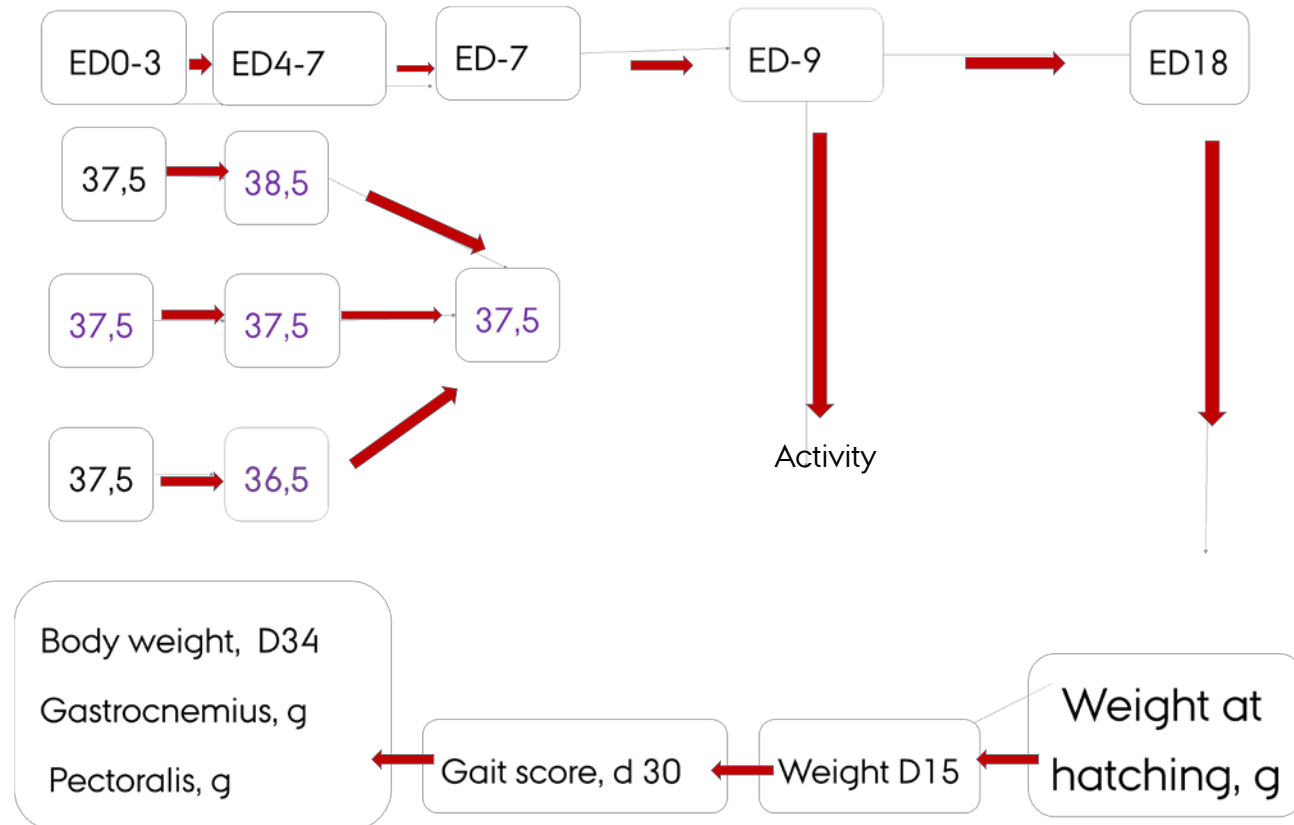 ED0-3 ED4-7 ED-7 ED-9 ED18
37,5 38,5
37,5 37,5 37,5
37,5 36,5
Activity
Body weight, D34
Gastrocnemius, g
Pectoralis, g
Gait score, d 30
Weight D15
Weight at
hatching, g